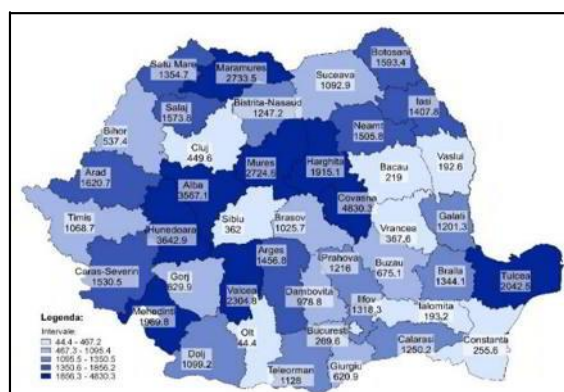 Satu Mare
1354.7
Maramures
2733.5
Botosani
1593.4
Suceava
1092.9
Salaj
1573.8
Bistrita-Nasaud
1247.2
Iasi
1407.8
Bihor
537.4
Cluj
449.6
Neamt
1505.8
Mures
2724.8
Harghita
1915.1
Bacau
219
Vaslui
192.6
Arad
1620.7
Alba
3567.1
Covasna
4830.3
Timis
1068.7
Hunedoara
3642.9
Sibiu
362
Brasov
1025.7
Vrancea
367.6
Galati
1201.3
Caras-Severin
1530.5
Gorj
629.9
Valcea
2304.8
Arges
1456.8
Prahova
1216
Buzau
675.1
Braila
1344.1
Tulcea
2042.5
Dambovita
978.8
Ilfov
1318.3
Ialomita
193.2
Mehedinti
1969.8
Olt
44.4
Bucuresti
269.6
Calarasi
1250.2
Constanta
255.6
Dolj
1099.2
Teleorman
1128
Giurgiu
620.9
Legenda:
Intervale:
44.4 - 467.2
467.3 - 1095.4
1095.5 - 1350.5
1350.6 - 1856.2
1856.3 - 4830.3